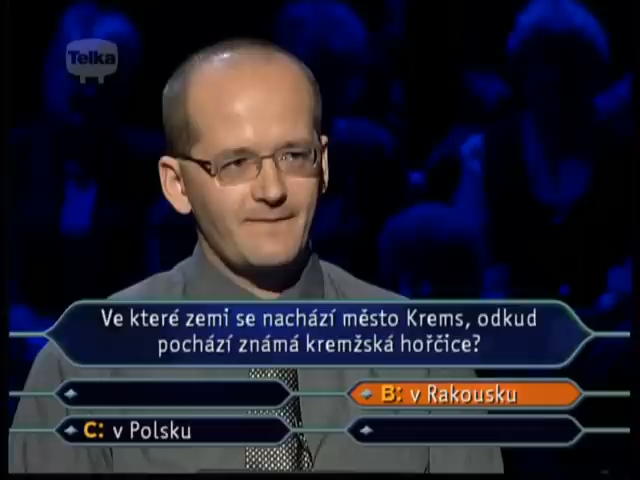 Telka
Ve které zemi se nachází město Krems, odkud
pochází známá kremžská hořčice?
B: v Rakousku
C: v Polsku